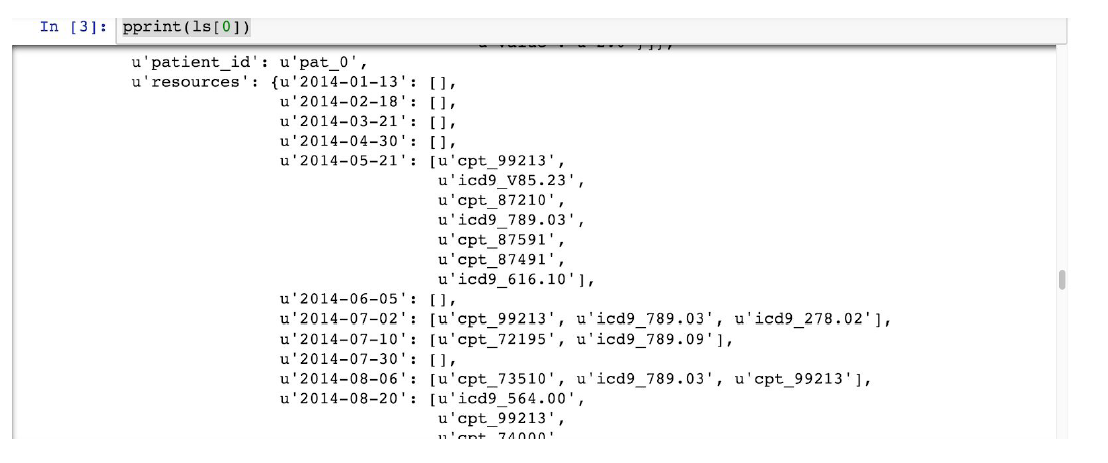 In [3]: pprint(ls[0])
u'patient_id': u'pat_0',
u'resources': {u'2014-01-13': [],
u'2014-02-18': [],
u'2014-03-21': [],
u'2014-04-30': [],
u'2014-05-21': [u'cpt_99213',
u'icd9_V85.23',
u'cpt_87210',
u'icd9_789.03',
u'cpt_87591',
u'cpt_87491',
u'icd9_616.10'],
u'2014-06-05': [],
u'2014-07-02': [u'cpt_99213', u'icd9_789.03', u'icd9_278.02'],
u'2014-07-10': [u'cpt_72195', u'icd9_789.09'],
u'2014-07-30': [],
u'2014-08-06': [u'cpt_73510', u'icd9_789.03', u'cpt_99213'],
u'2014-08-20': [u'icd9_564.00',
u'cpt_99213',
u'cpt_74000'